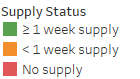 Supply Status
≥ 1 week supply
< 1 week supply
No supply